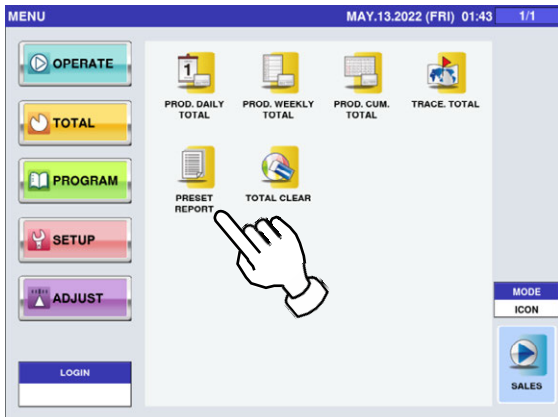 MENU
MAY.13.2022 (FRI) 01:43
1/1
OPERATE
TOTAL
PROGRAM
SETUP
ADJUST
LOGIN
1
PROD. DAILY
TOTAL
PROD. WEEKLY
TOTAL
PROD. CUM.
TOTAL
TRACE. TOTAL
PRESET
REPORT
TOTAL CLEAR
MODE
ICON
SALES